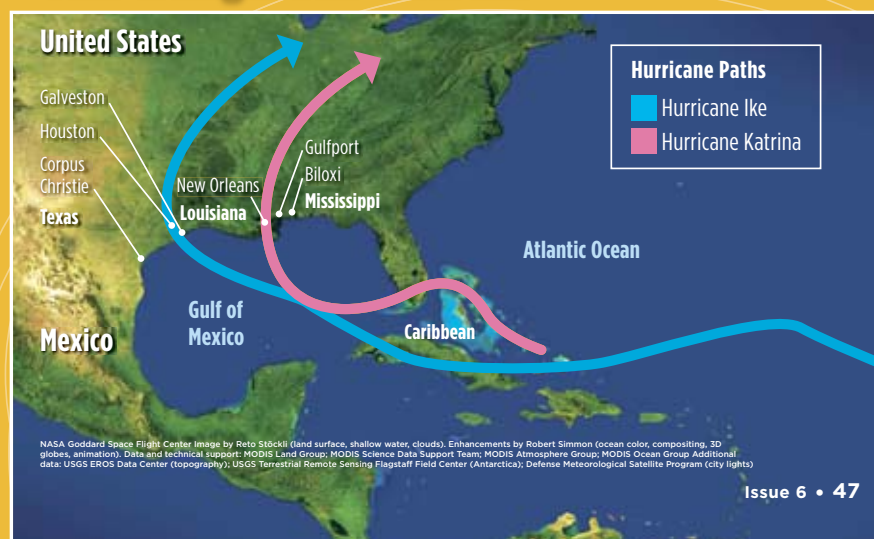 United States
Galveston
Houston
Corpus
Christie
Texas
New Orleans
Louisiana
Gulfport
Biloxi
Mississippi
Hurricane Paths
Hurricane Ike
Hurricane Katrina
Atlantic Ocean
Gulf of
Mexico
Mexico
Caribbean
NASA Goddard Space Flight Center Image by Reto Stöckli (land surface, shallow water, clouds). Enhancements by Robert Simmon (ocean color, compositing, 3D
globes, animation). Data and technical support: MODIS Land Group; MODIS Science Data Support Team; MODIS Atmosphere Group; MODIS Ocean Group Additional
data: USGS EROS Data Center (topography); USGS Terrestrial Remote Sensing Flagstaff Field Center (Antarctica); Defense Meteorological Satellite Program (city lights)
Issue 6 • 47